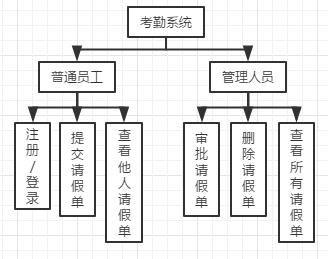 考勤系统
普通员工
管理人员
注册/登录
提交请假单
查看他人请假单
审批请假单
删除请假单
查看所有请假单